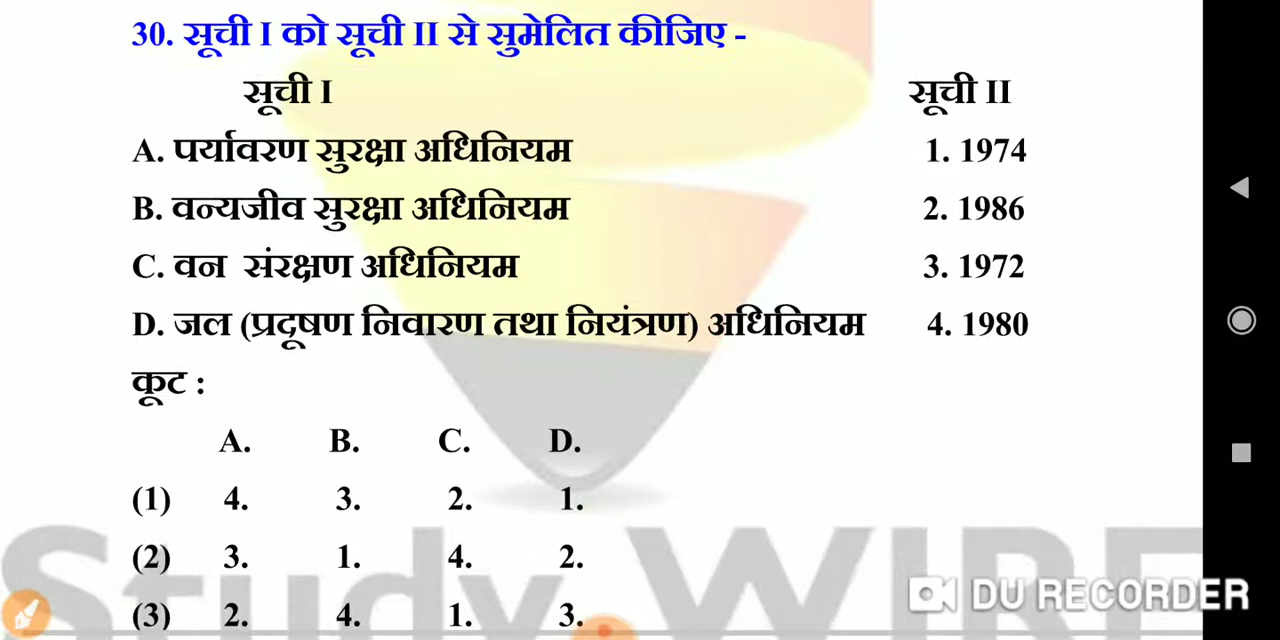 30. सूची I को सूची II से सुमेलित कीजिए -
सूची I सूची II
A. पर्यावरण सुरक्षा अधिनियम 1. 1974
B. वन्यजीव सुरक्षा अधिनियम 2. 1986
C. वन संरक्षण अधिनियम 3. 1972
D. जल (प्रदूषण निवारण तथा नियंत्रण) अधिनियम 4. 1980
कूट :
A. B. C. D.
(1) 4. 3. 2. 1.
(2) 3. 1. 4. 2.
(3) 2. 4. 1. 3.
Study WIRE
DU RECORDER